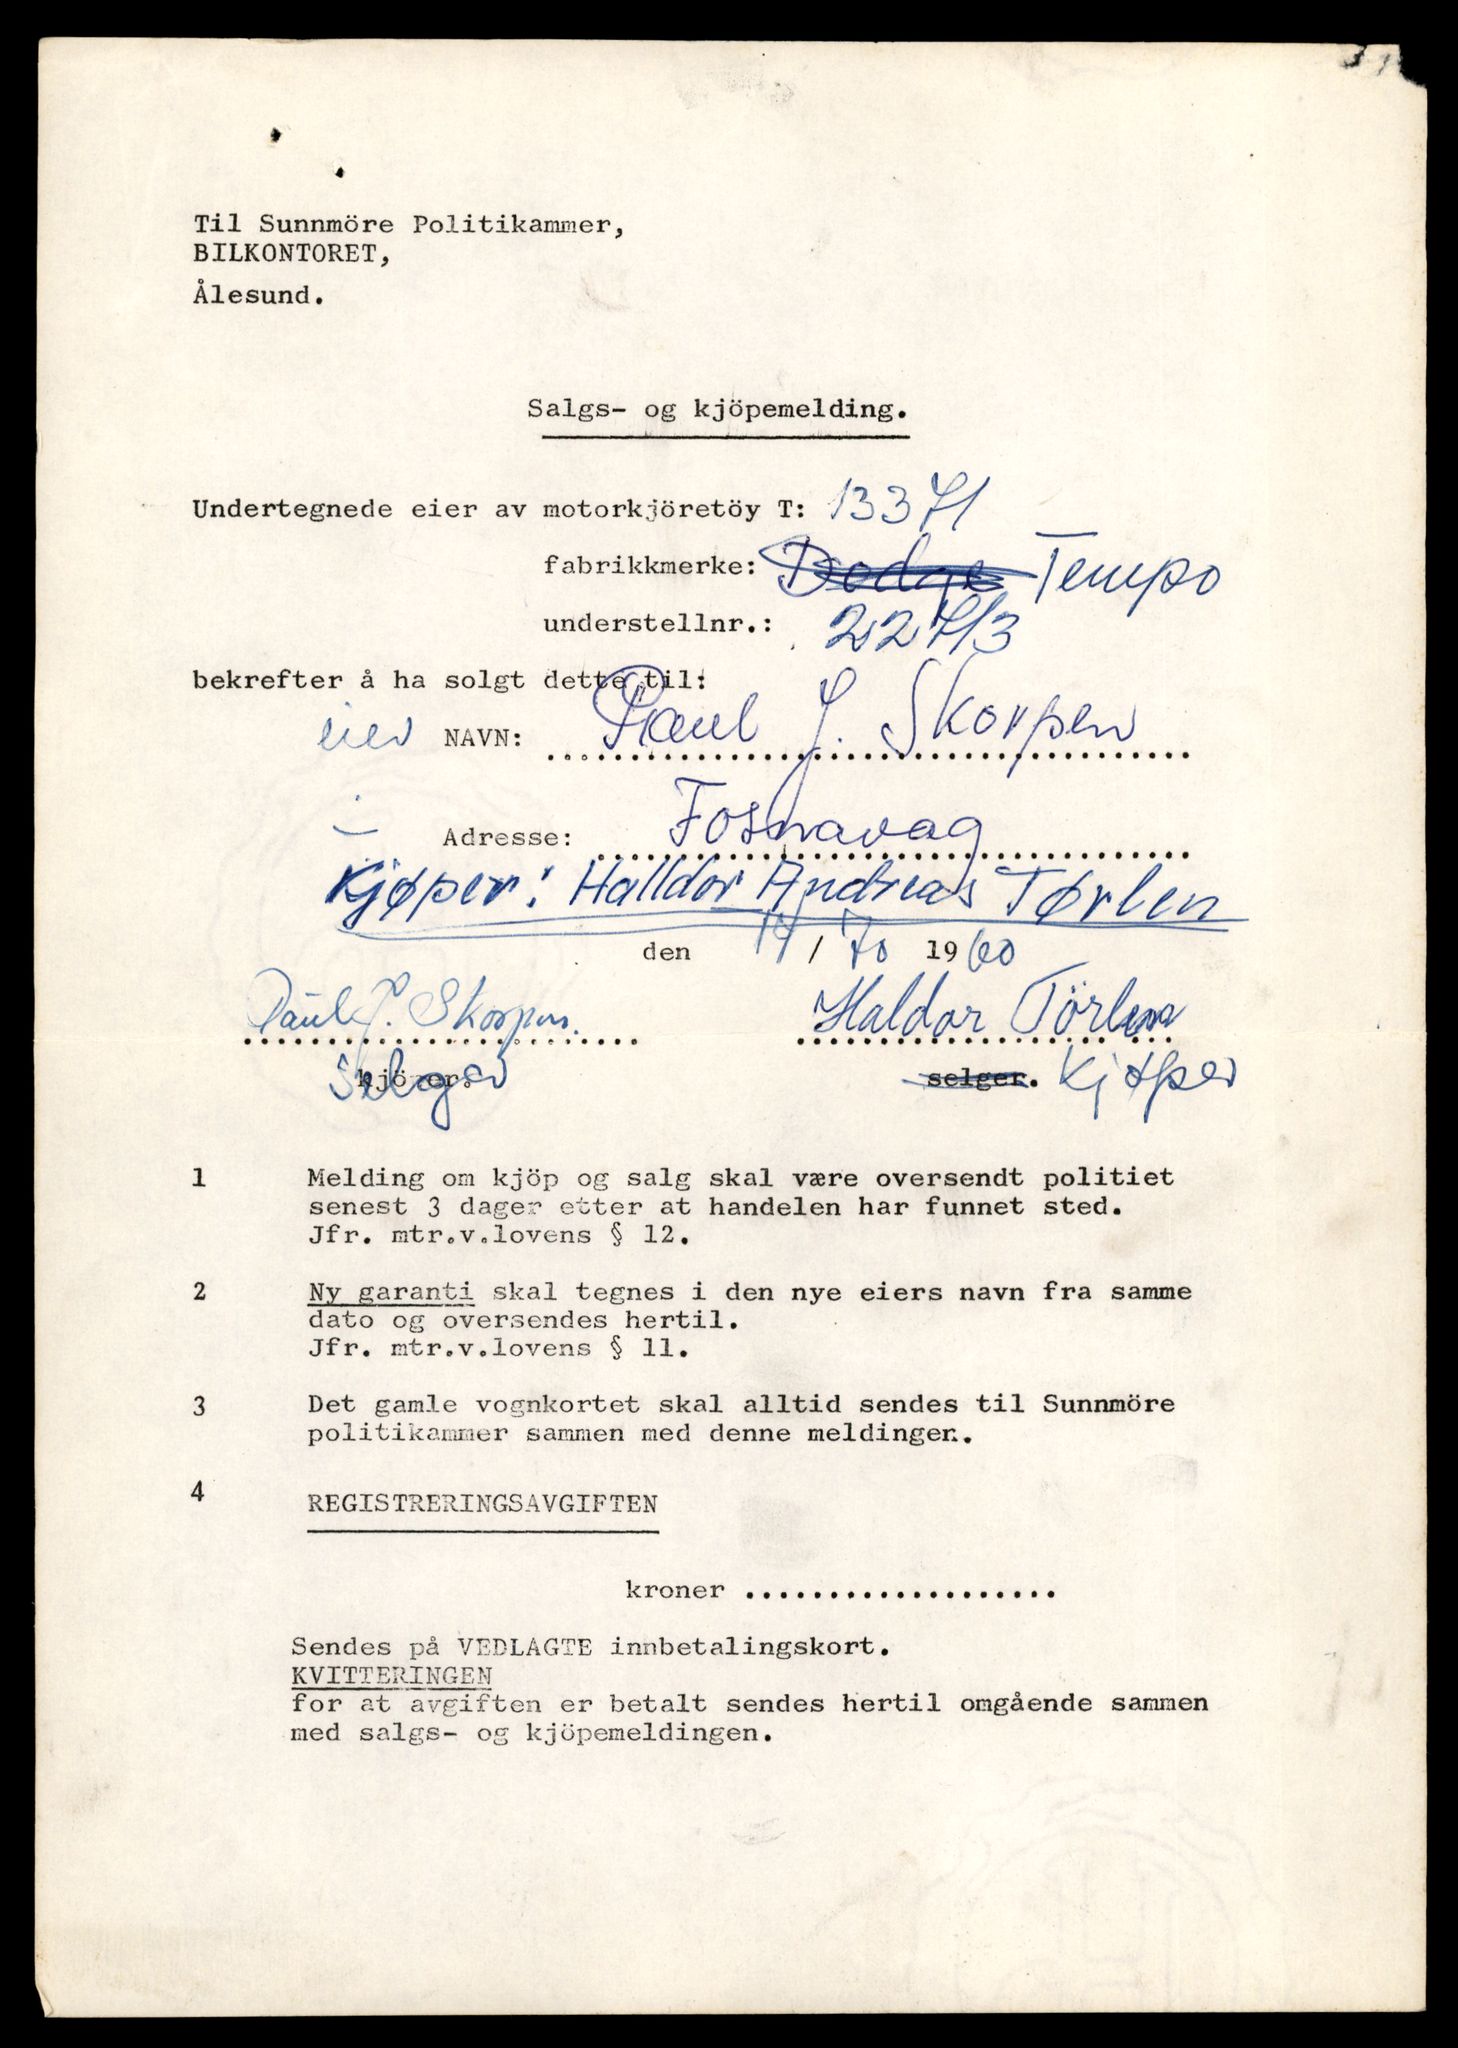 Til Sunnmöre Politikammer,
BILKONTORET,
Ålesund.
Salgs- og kjöpemelding.
Undertegnede eier av motorkjöretöy T: 13371
fabrikkmerke: Dodge Tempo
understellnr.: 22713
bekrefter å ha solgt dette til:
eier NAVN: Paul J. Skorpen
Adresse: Fosnavag
Kjøper: Halldor Andreas Tørlen
den 1960
Paul J. Skorpen. Haldor Törlen
kjöper. Selger selger. Kjøper
1 Melding om kjöp og salg skal være oversendt politiet
senest 3 dager etter at handelen har funnet sted.
Jfr. mtr.v.lovens § 12.
2 Ny garanti skal tegnes i den nye eiers navn fra samme
dato og oversendes hertil.
Jfr. mtr.v.lovens § 11.
3 Det gamle vognkortet skal alltid sendes til Sunnmöre
politikammer sammen med denne meldingen.
4 REGISTRERINGSAVGIFTEN
kroner ...................
Sendes på VEDLAGTE innbetalingskort.
KVITTERINGEN
for at avgiften er betalt sendes hertil omgående sammen
med salgs- og kjöpemeldingen.